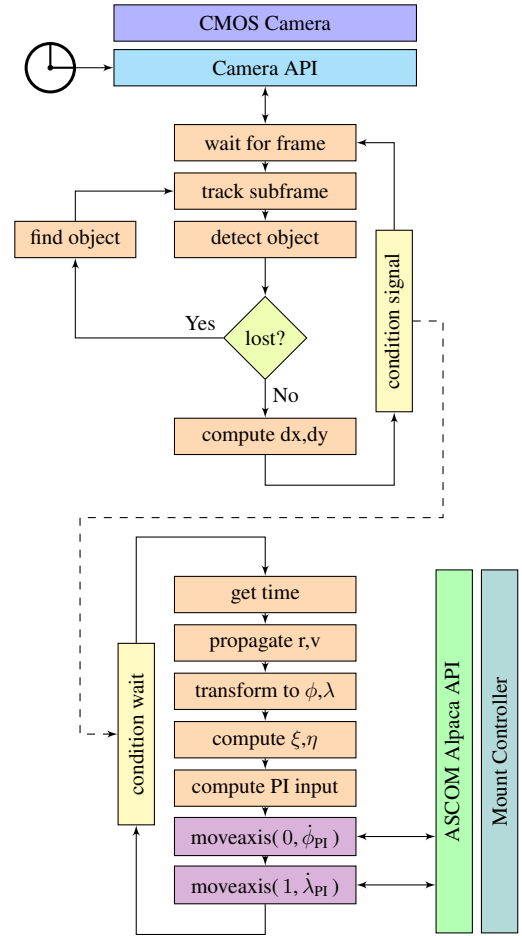 CMOS Camera
Camera API
wait for frame
track subframe
find object
detect object
condition signal
Yes
lost?
No
compute dx,dy
get time
propagate r,v
transform to ϕ,λ
condition wait
compute ξ,η
compute PI input
moveaxis( 0, ϕ̇_PI )
moveaxis( 1, λ̇_PI )
ASCOM Alpaca API
Mount Controller